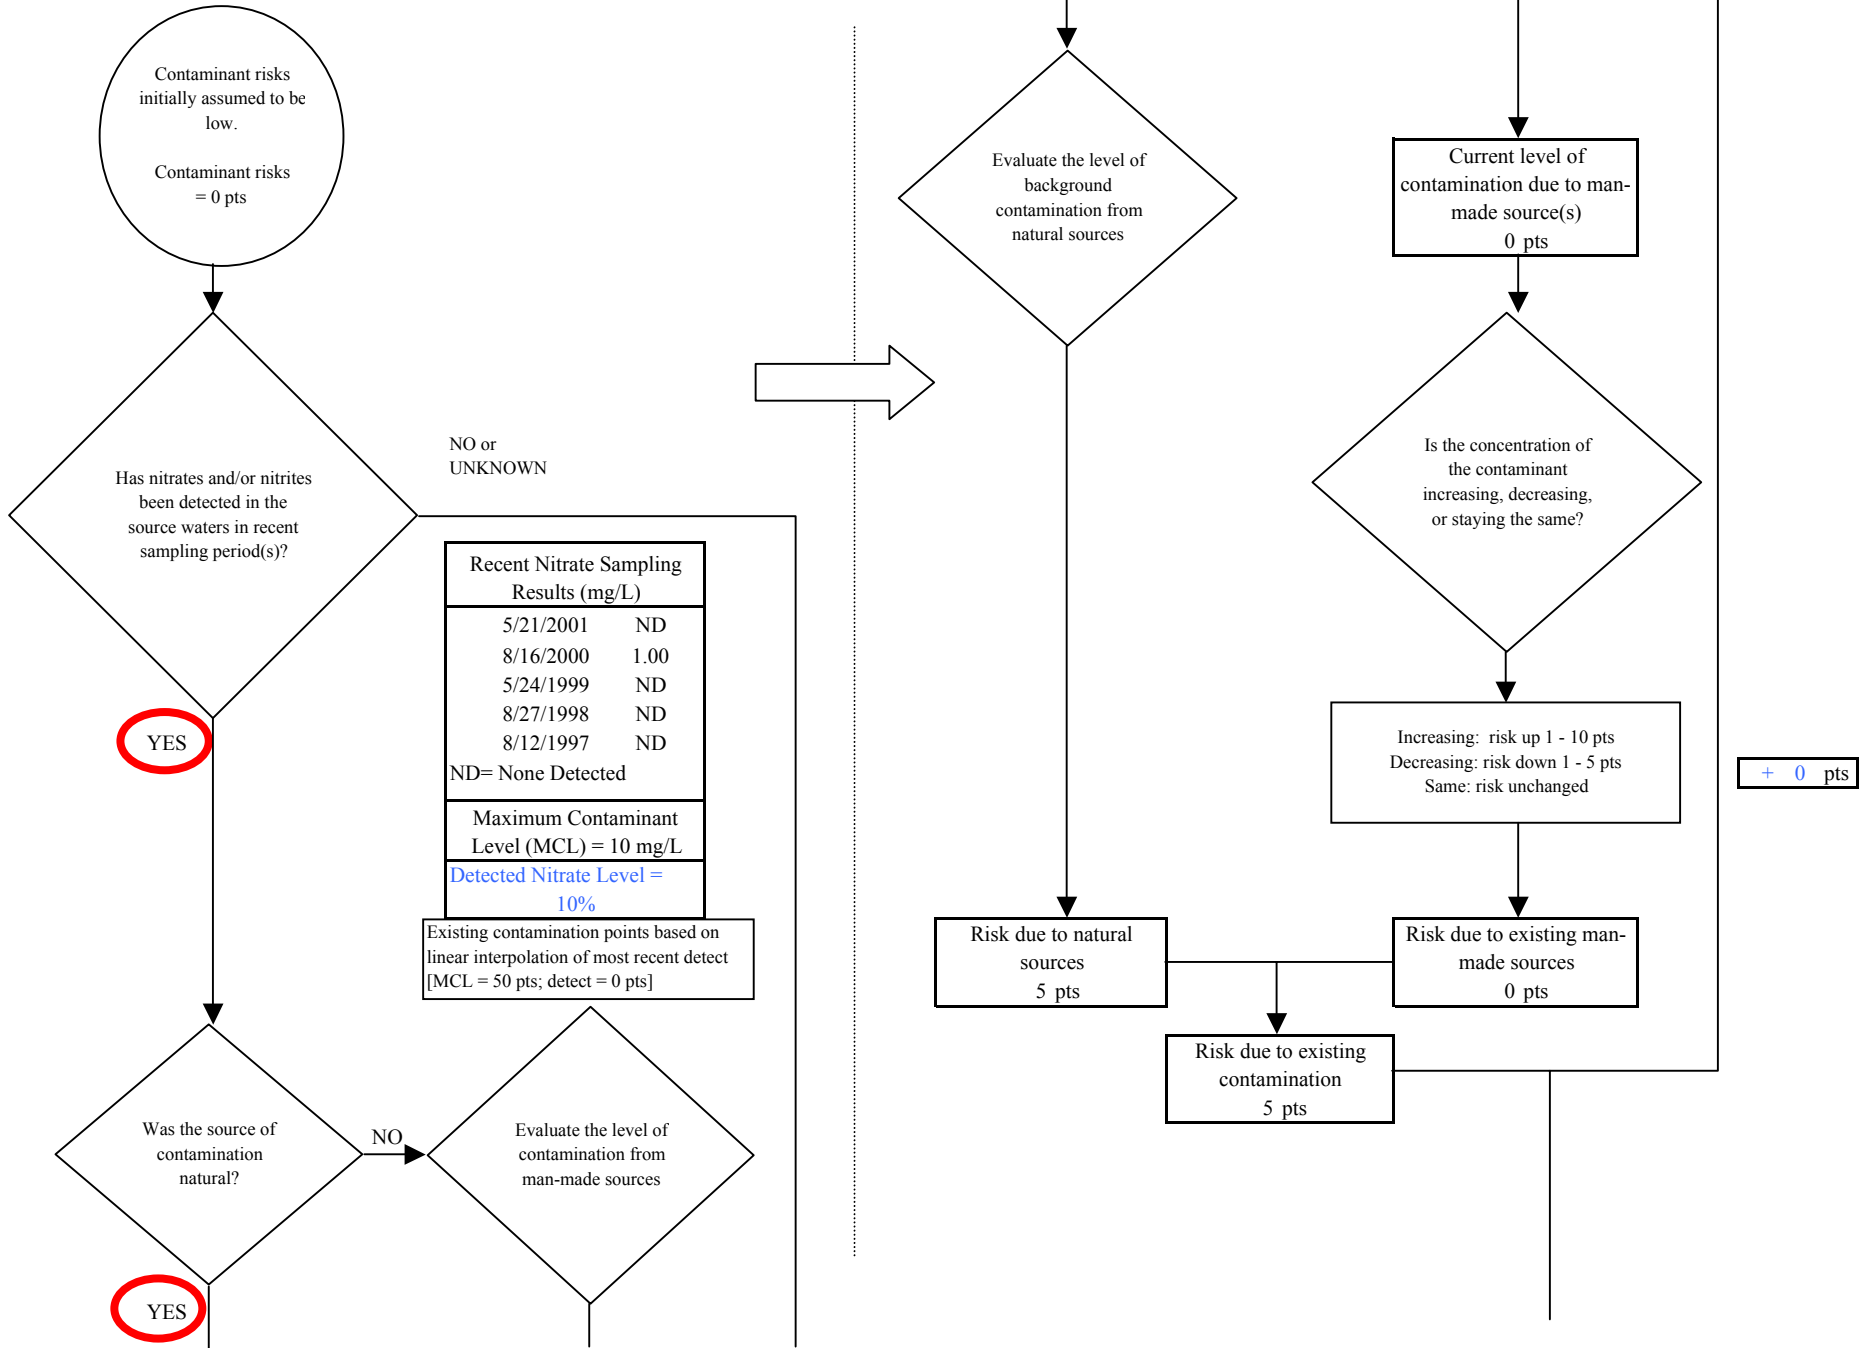 Contaminant risks
initially assumed to be
low.
Contaminant risks
= 0 pts
Has nitrates and/or nitrites
been detected in the
source waters in recent
sampling period(s)?
NO or
UNKNOWN
YES
Recent Nitrate Sampling
Results (mg/L)
5/21/2001 ND
8/16/2000 1.00
5/24/1999 ND
8/27/1998 ND
8/12/1997 ND
ND= None Detected
Maximum Contaminant
Level (MCL) = 10 mg/L
Detected Nitrate Level =
10%
Existing contamination points based on
linear interpolation of most recent detect
[MCL = 50 pts; detect = 0 pts]
Was the source of
contamination
natural?
NO
Evaluate the level of
contamination from
man-made sources
YES
Evaluate the level of
background
contamination from
natural sources
Current level of
contamination due to man-
made source(s)
0 pts
Is the concentration of
the contaminant
increasing, decreasing,
or staying the same?
Increasing: risk up 1 - 10 pts
Decreasing: risk down 1 - 5 pts
Same: risk unchanged
+ 0 pts
Risk due to natural
sources
5 pts
Risk due to existing man-
made sources
0 pts
Risk due to existing
contamination
5 pts